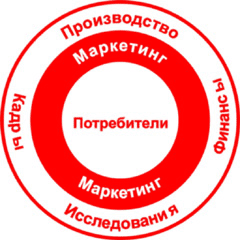 Производство
Маркетинг
Кадры
Потребители
Финансы
Маркетинг
Исследования